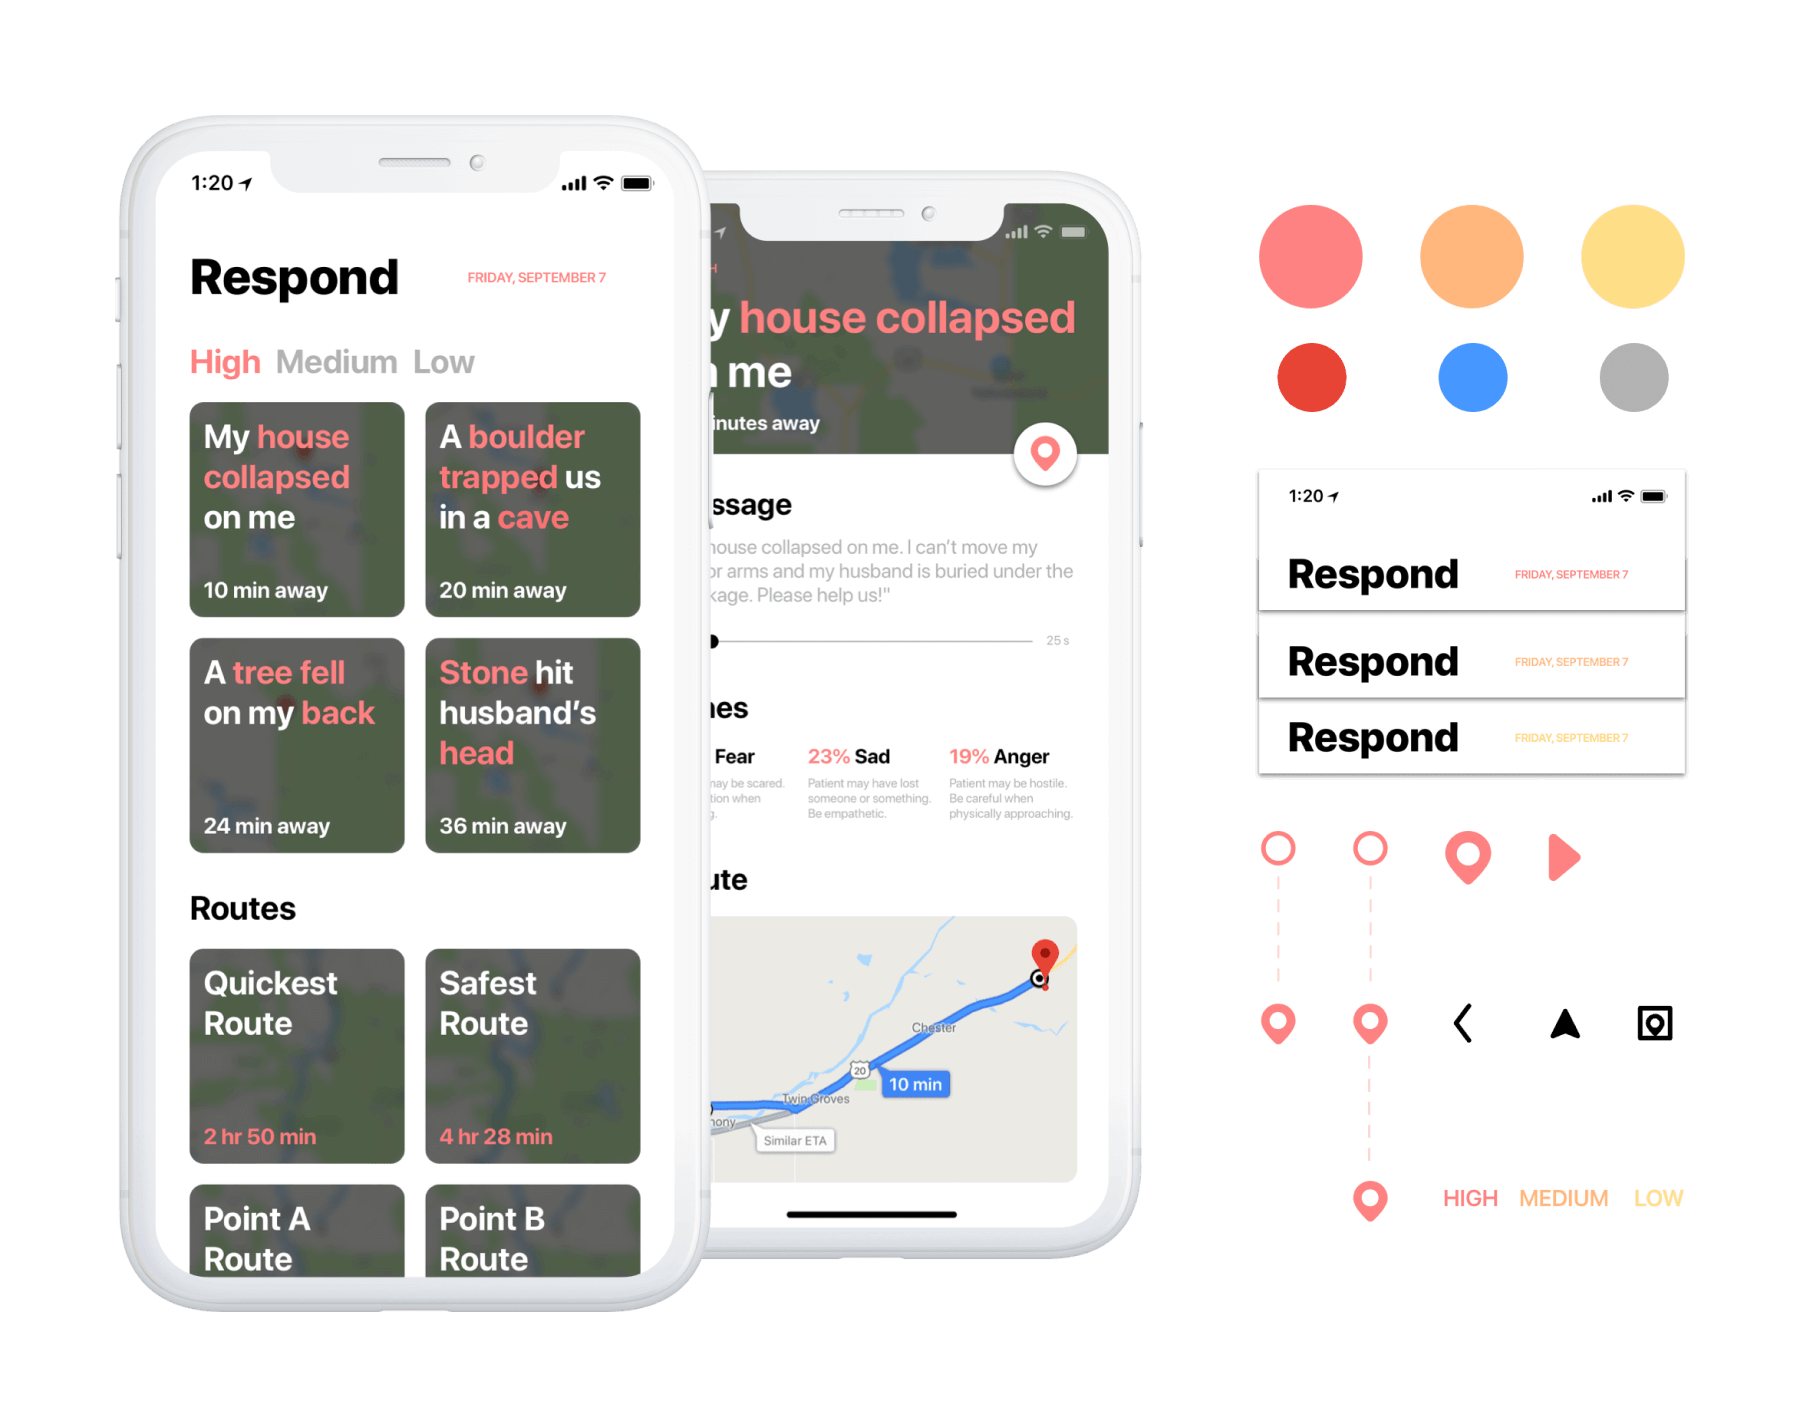 1:20
Respond
FRIDAY, SEPTEMBER 7
High Medium Low
My house
collapsed
on me
10 min away
A boulder
trapped us
in a cave
20 min away
A tree fell
on my back
24 min away
Stone hit
husband's
head
36 min away
Routes
Quickest
Route
2 hr 50 min
Safest
Route
4 hr 28 min
Point A
Route
Point B
Route
H
y house collapsed
me
inutes away
ssage
ouse collapsed on me. I can't move my
or arms and my husband is buried under the
kage. Please help us!"
25 s
es
Fear
may be scared.
tion when
g.
23% Sad
Patient may have lost
someone or something.
Be empathetic.
19% Anger
Patient may be hostile.
Be careful when
physically approaching.
ute
Chester
20
10 min
Twin Groves
hony
Similar ETA
1:20
Respond
FRIDAY, SEPTEMBER 7
Respond
FRIDAY, SEPTEMBER 7
Respond
FRIDAY, SEPTEMBER 7
HIGH MEDIUM LOW